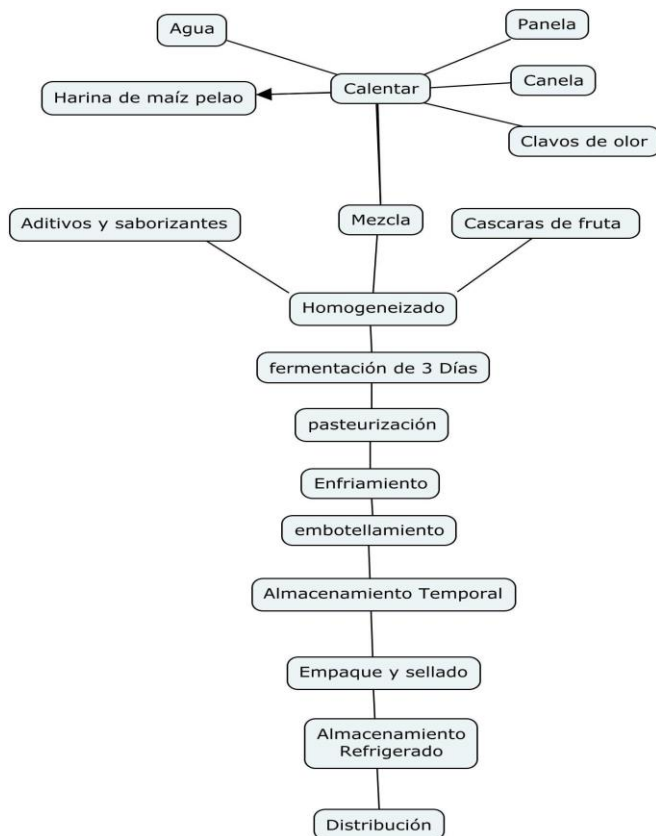 Agua
Panela
Harina de maíz pelao
Calentar
Canela
Clavos de olor
Aditivos y saborizantes
Mezcla
Cascaras de fruta
Homogeneizado
fermentación de 3 Días
pasteurización
Enfriamiento
embotellamiento
Almacenamiento Temporal
Empaque y sellado
Almacenamiento
Refrigerado
Distribución